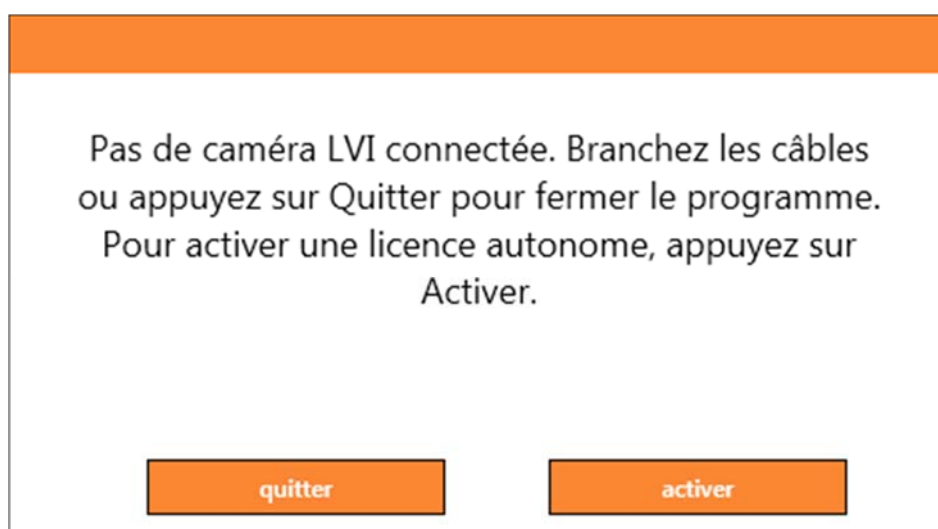 Pas de caméra LVI connectée. Branchez les câbles
ou appuyez sur Quitter pour fermer le programme.
Pour activer une licence autonome, appuyez sur
Activer.
quitter
activer